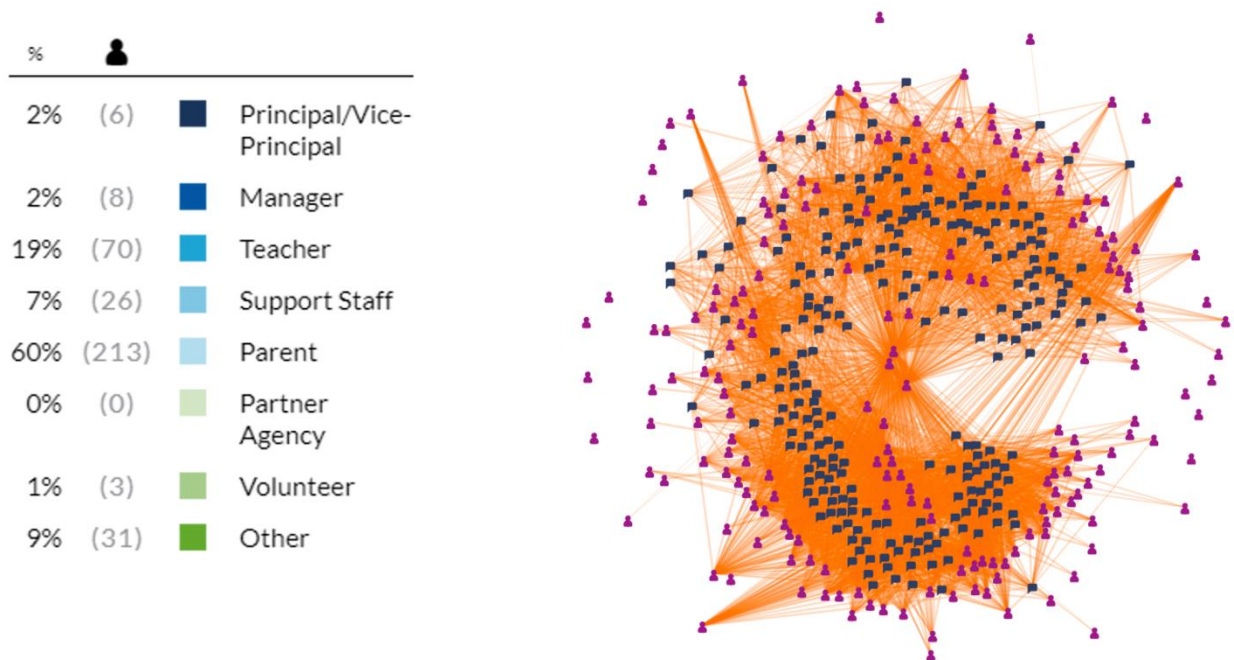 %
2% (6) Principal/Vice-
Principal
2% (8) Manager
19% (70) Teacher
7% (26) Support Staff
60% (213) Parent
0% (0) Partner
Agency
1% (3) Volunteer
9% (31) Other